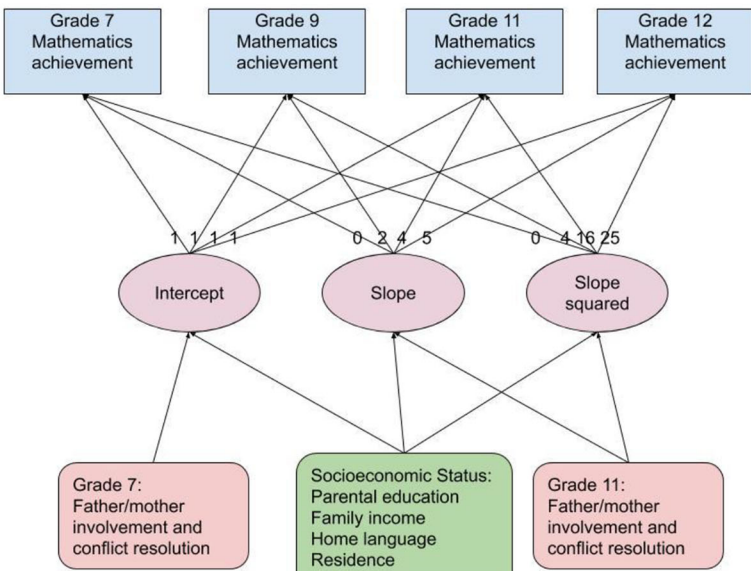 Grade 7
Mathematics
achievement
Grade 9
Mathematics
achievement
Grade 11
Mathematics
achievement
Grade 12
Mathematics
achievement
1 1 1 1
0 2 4 5
0 4 16 25
Intercept
Slope
Slope
squared
Grade 7:
Father/mother
involvement and
conflict resolution
Socioeconomic Status:
Parental education
Family income
Home language
Residence
Grade 11:
Father/mother
involvement and
conflict resolution